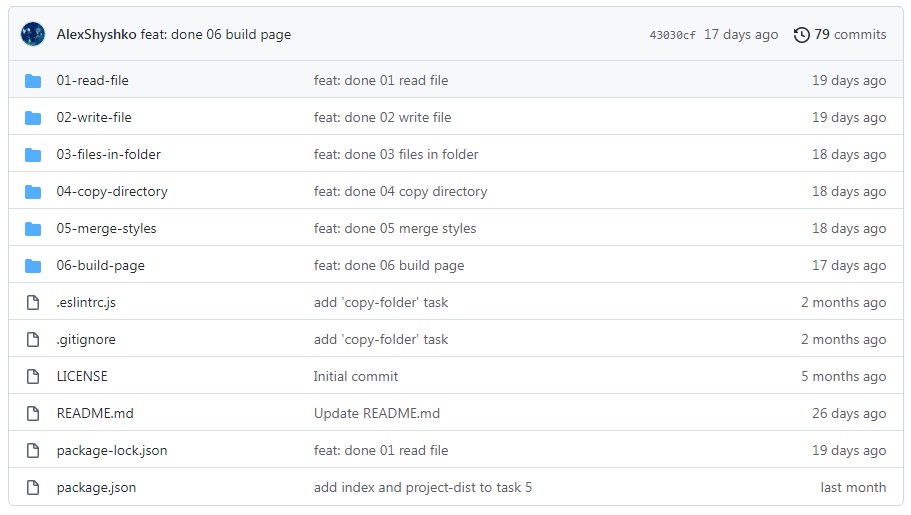 AlexShyshko feat: done 06 build page 43030cf 17 days ago 79 commits
01-read-file feat: done 01 read file 19 days ago
02-write-file feat: done 02 write file 19 days ago
03-files-in-folder feat: done 03 files in folder 18 days ago
04-copy-directory feat: done 04 copy directory 18 days ago
05-merge-styles feat: done 05 merge styles 18 days ago
06-build-page feat: done 06 build page 17 days ago
.eslintrc.js add 'copy-folder' task 2 months ago
.gitignore add 'copy-folder' task 2 months ago
LICENSE Initial commit 5 months ago
README.md Update README.md 26 days ago
package-lock.json feat: done 01 read file 19 days ago
package.json add index and project-dist to task 5 last month